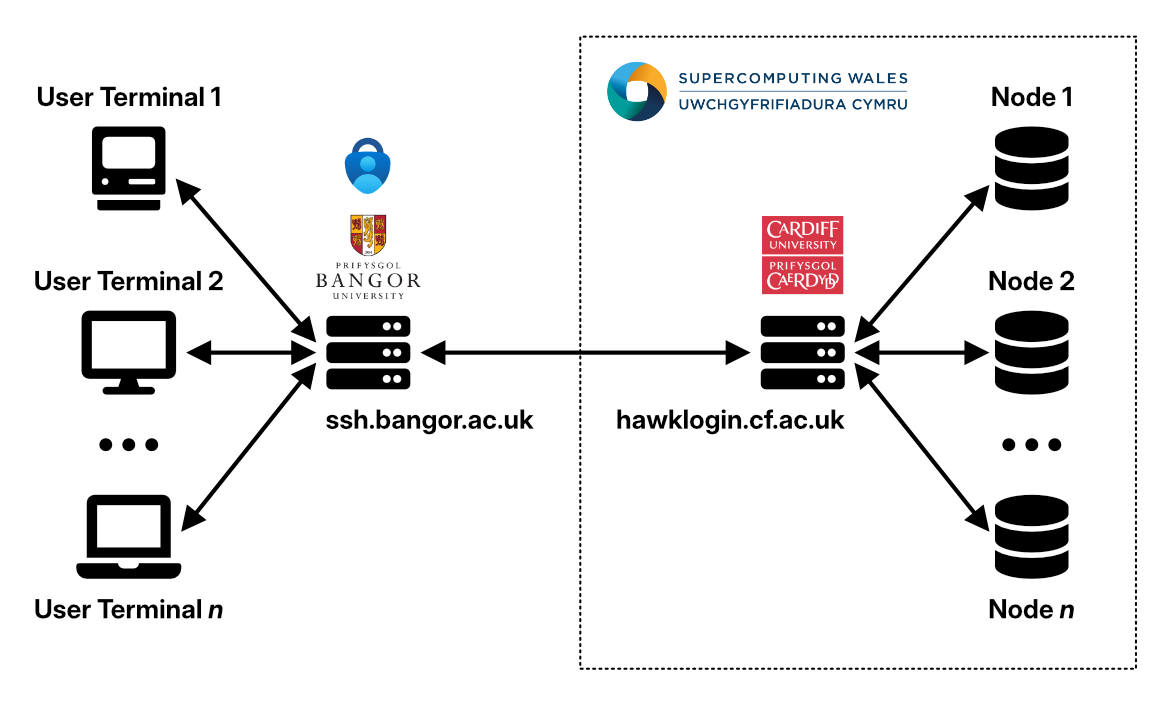 SUPERCOMPUTING WALES
UWCHGYFRIFIADURA CYMRU
User Terminal 1
Node 1
PRIFYSGOL
BANGOR
UNIVERSITY
CARDIFF
UNIVERSITY
PRIFYSGOL
CAERDYDD
User Terminal 2
Node 2
ssh.bangor.ac.uk
hawklogin.cf.ac.uk
User Terminal n
Node n